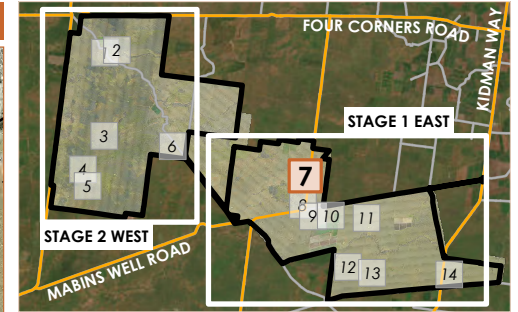 FOUR CORNERS ROAD
KIDMAN WAY
2
STAGE 1 EAST
3
6
4
7
5
8
9 10 11
STAGE 2 WEST
MABINS WELL ROAD
12 13 14